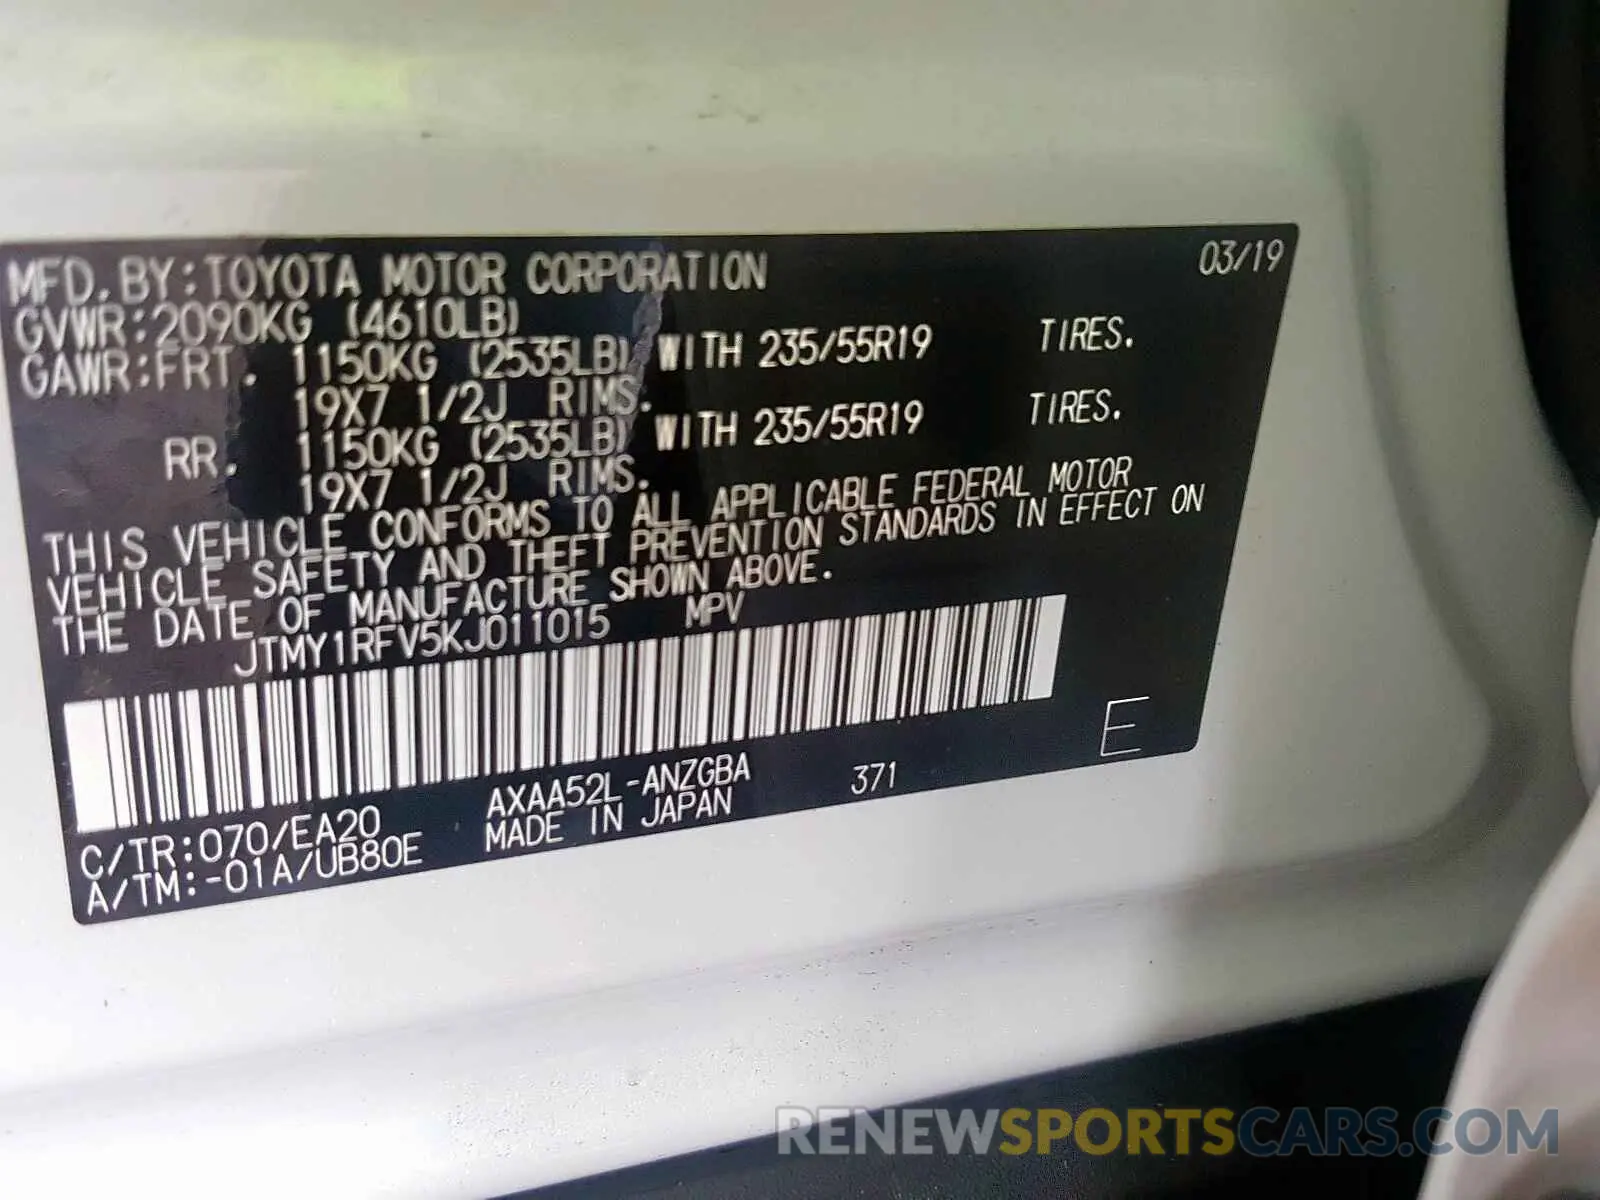 MFD.BY:TOYOTA MOTOR CORPORATION 03/19
GVWR:2090KG (4610LB)
GAWR:FRT. 1150KG (2535LB) WITH 235/55R19 TIRES.
19X7 1/2J RIMS.
RR. 1150KG (2535LB) WITH 235/55R19 TIRES.
19X7 1/2J RIMS.
THIS VEHICLE CONFORMS TO ALL APPLICABLE FEDERAL MOTOR
VEHICLE SAFETY AND THEFT PREVENTION STANDARDS IN EFFECT ON
THE DATE OF MANUFACTURE SHOWN ABOVE.
JTMY1RFV5KJ011015 MPV
E
C/TR:070/EA20 AXAA52L-ANZGBA 371
A/TM:-01A/UB80E MADE IN JAPAN
RENEWSPORTSCARS.COM